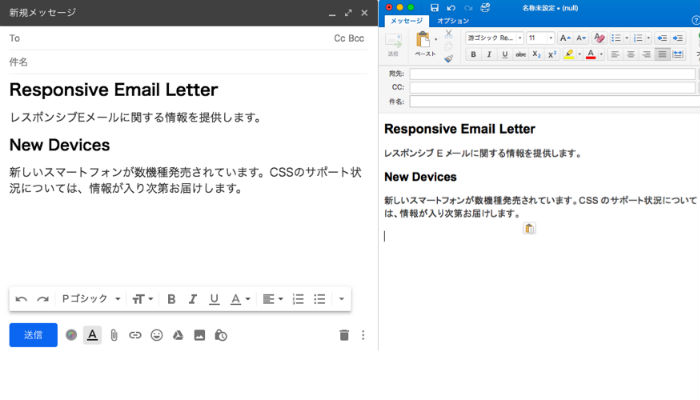 新規メッセージ
To
Cc Bcc
件名
Responsive Email Letter
レスポンシブEメールに関する情報を提供します。
New Devices
新しいスマートフォンが数機種発売されています。CSSのサポート状
況については、情報が入り次第お届けします。
Pゴシック
B I U A
送信
A
名称未設定 • (null)
メッセージ
オプション
送信
ペースト
游ゴシック Re...
11
A A
B I U abc X₂ X²
A
宛先:
CC:
件名:
Responsive Email Letter
レスポンシブ E メールに関する情報を提供します。
New Devices
新しいスマートフォンが数機種発売されています。CSS のサポート状況について
は、情報が入り次第お届けします。